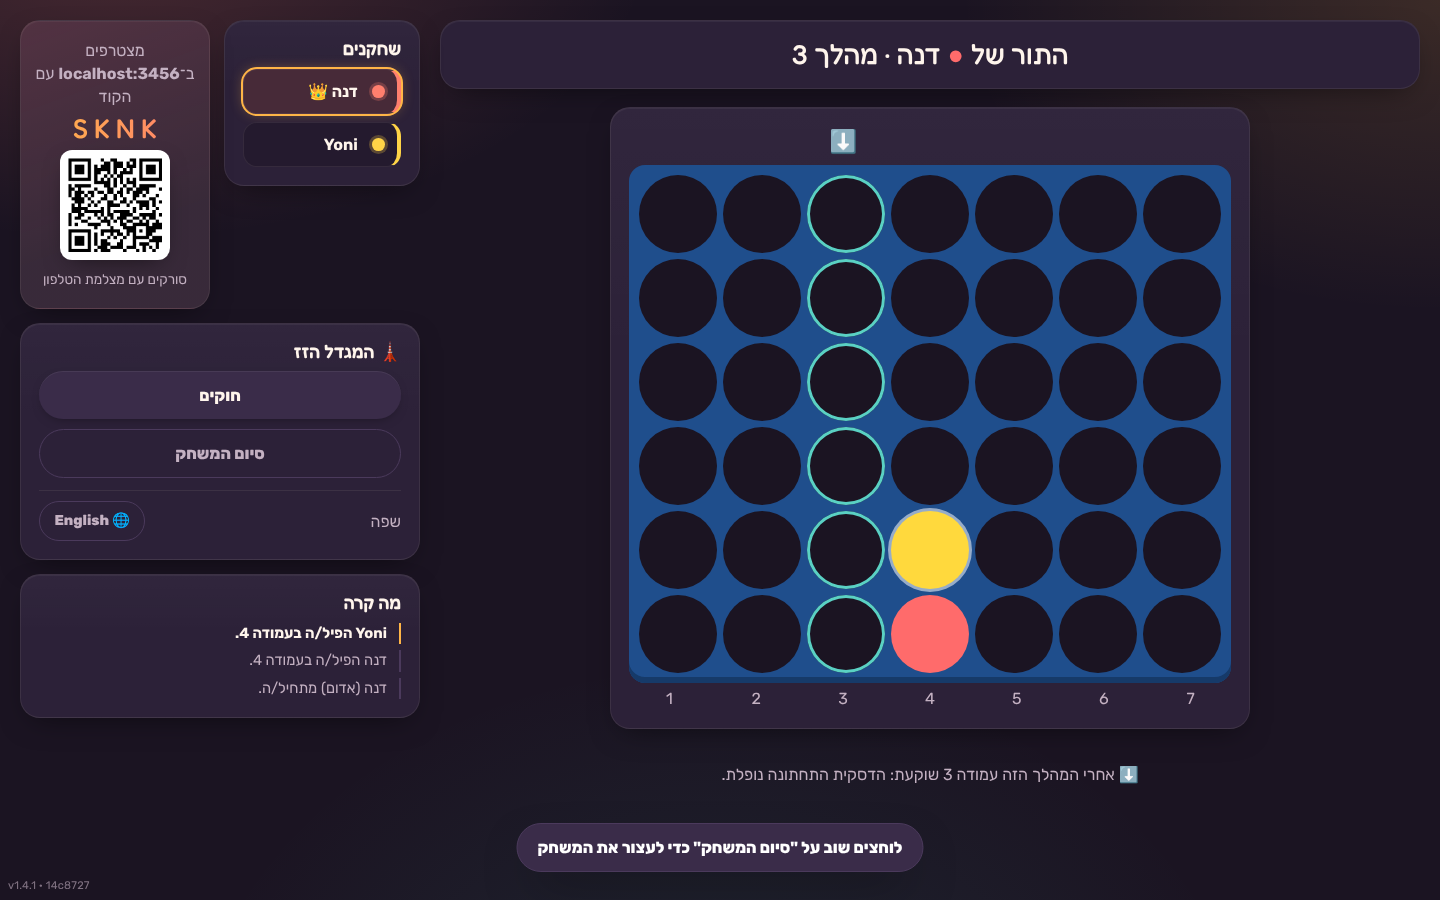 התור של דנה · מהלך 3
שחקנים
דנה
Yoni
מצטרפים
ב־localhost:3456 עם
הקוד
SKNK
סורקים עם מצלמת הטלפון
המגדל הזז
חוקים
סיום המשחק
שפה
English
מה קרה
Yoni הפיל/ה בעמודה 4.
דנה הפיל/ה בעמודה 4.
דנה (אדום) מתחיל/ה.
1 2 3 4 5 6 7
אחרי המהלך הזה עמודה 3 שוקעת: הדסקית התחתונה נופלת.
לוחצים שוב על "סיום המשחק" כדי לעצור את המשחק
v1.4.1 • 14c8727